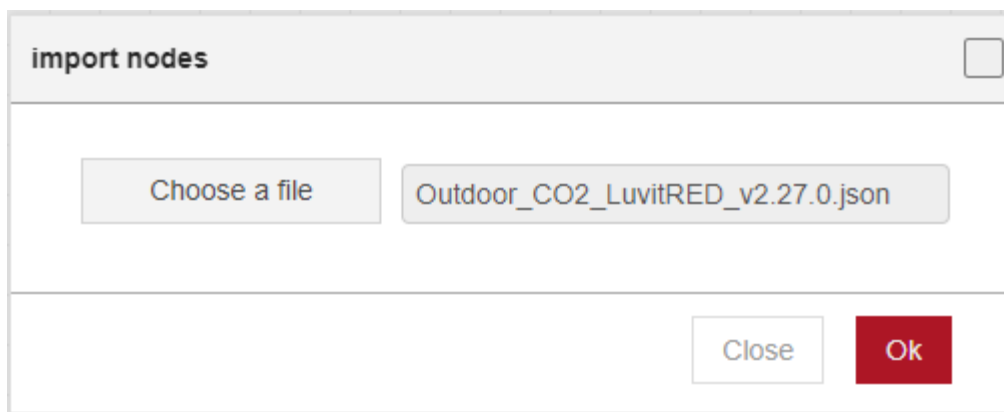 import nodes
Choose a file Outdoor_CO2_LuvitRED_v2.27.0.json
Close Ok